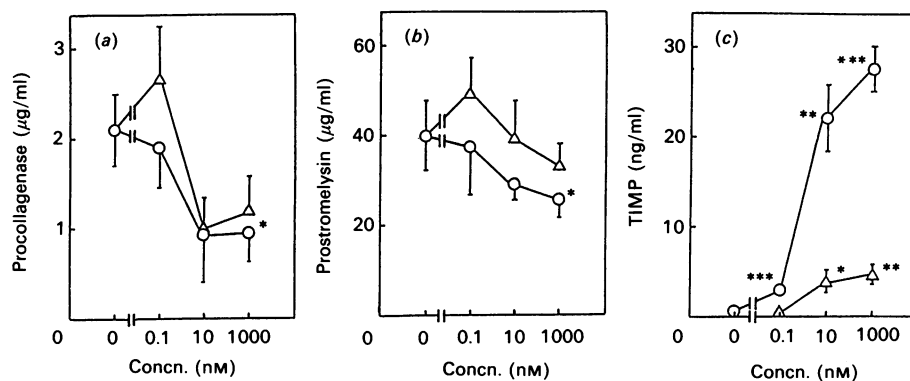 (a)
3
2
1
0
Procollagenase (μg/ml)
*
0 0.1 10 1000
Concn. (nM)
(b)
60
40
20
0
Prostromelysin (μg/ml)
*
0 0.1 10 1000
Concn. (nM)
(c)
30
20
10
0
TIMP (ng/ml)
***
**
***
*
**
0 0.1 10 1000
Concn. (nM)